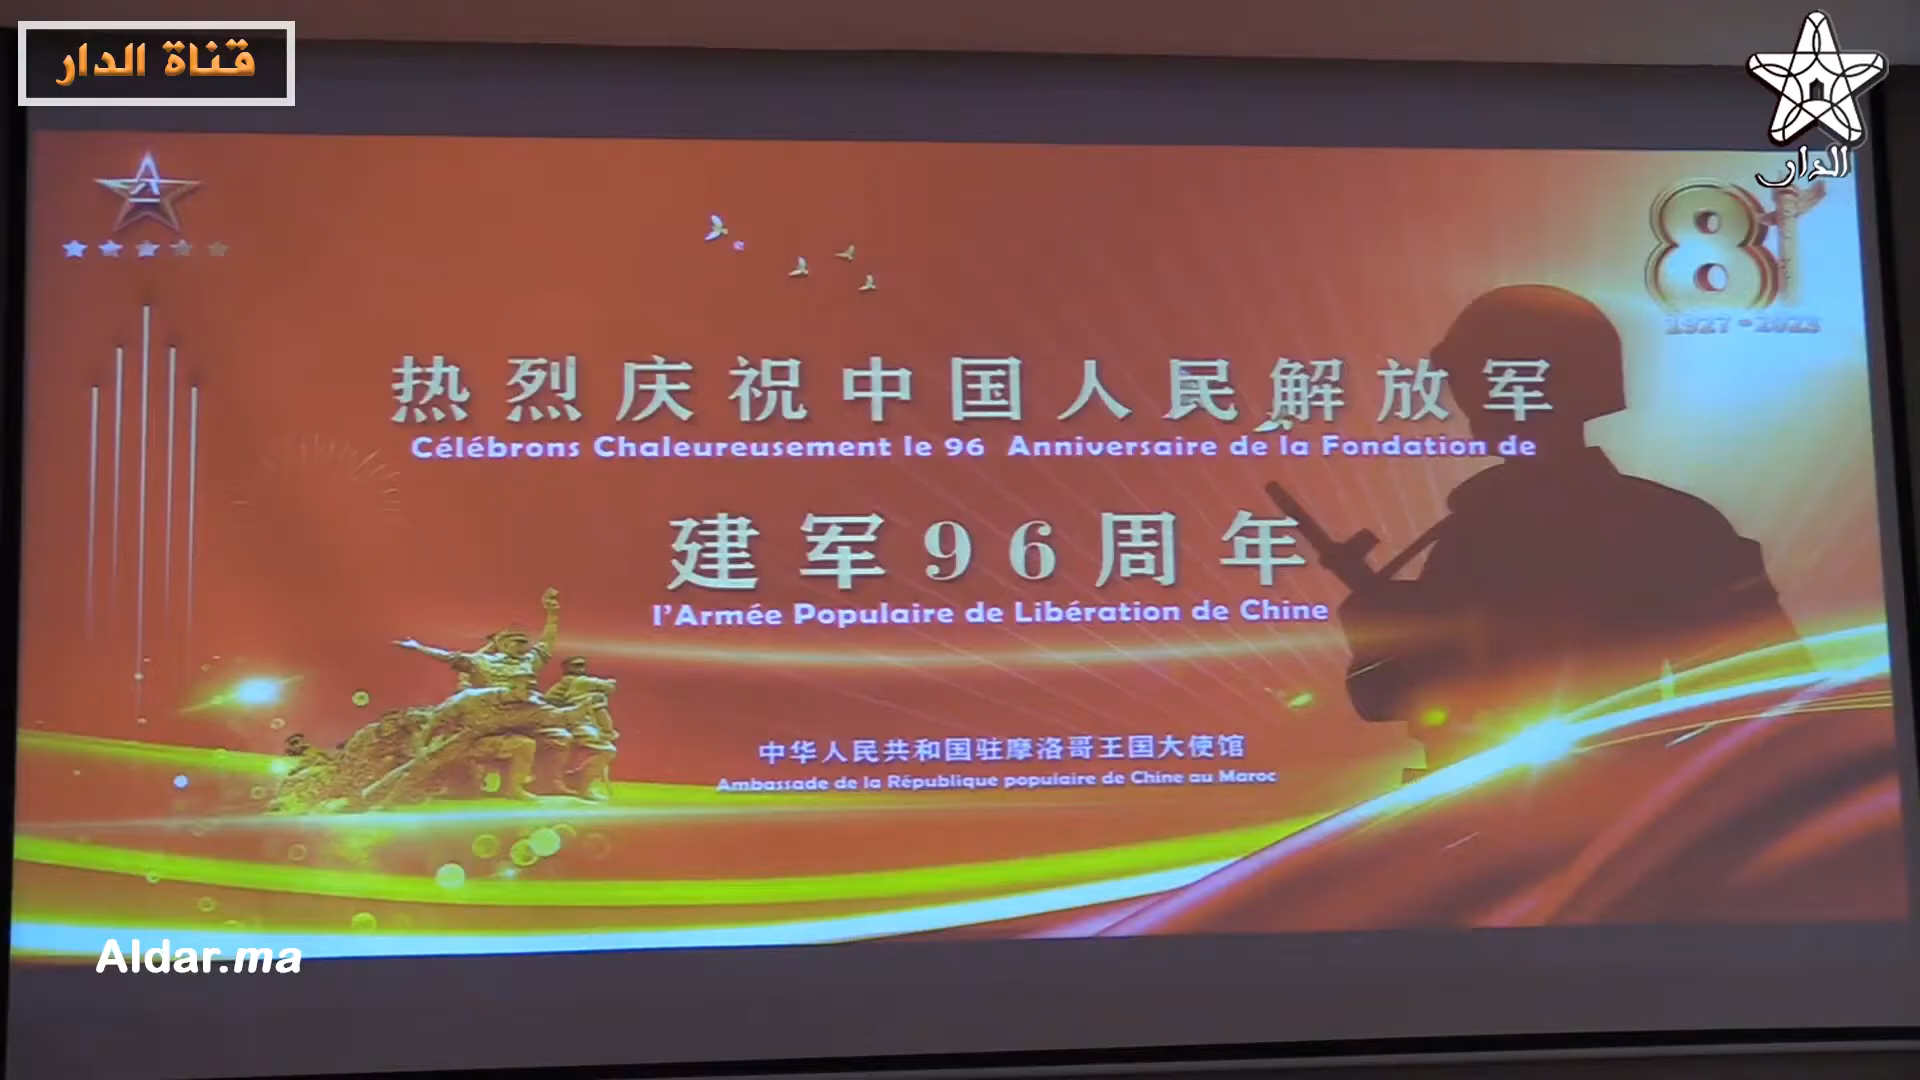 قناة الدار
الدار
八一
81
1927-2023
热烈庆祝中国人民解放军
Célébrons Chaleureusement le 96 e Anniversaire de la Fondation de
建军96周年
l'Armée Populaire de Libération de Chine
中华人民共和国驻摩洛哥王国大使馆
Ambassade de la République populaire de Chine au Maroc
Aldar.ma